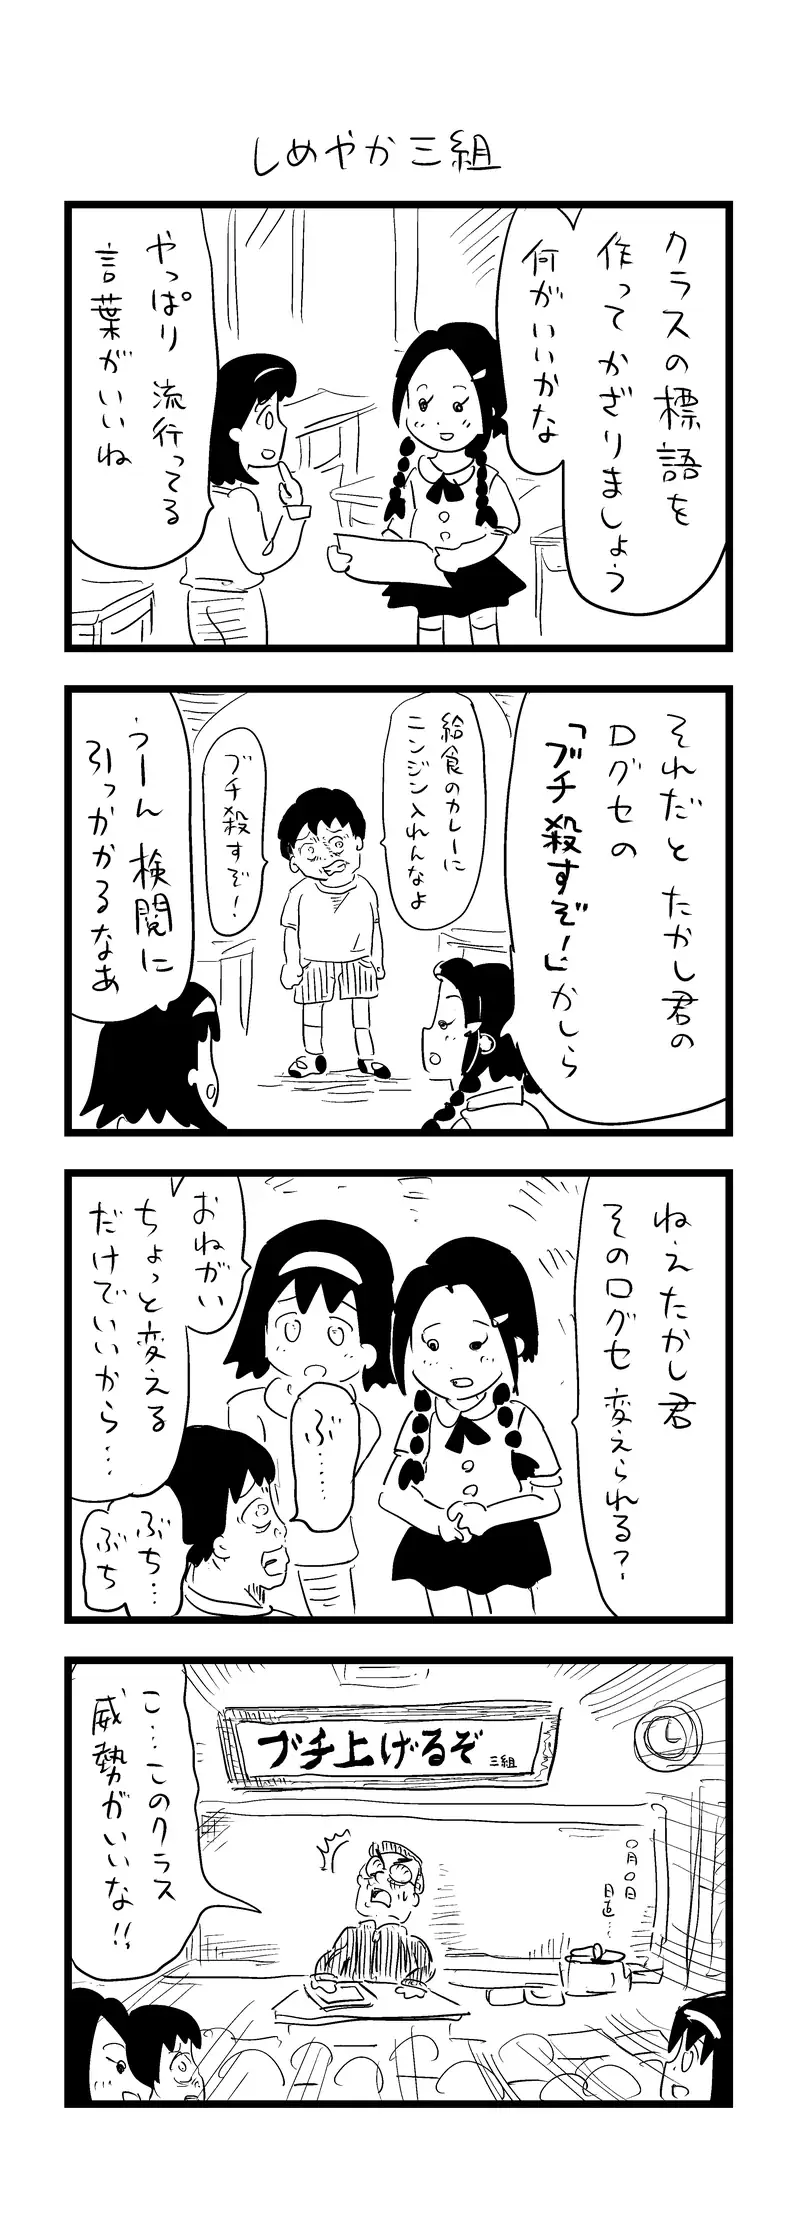 しめやか三組
クラスの標語を
作ってかざりましょう
何がいいかな
やっぱり 流行ってる
言葉がいいね
それだと たかし君の
口グセの
「ブチ殺すぞ！」かしら
給食のカレーに
ニンジン入れんなよ
ブチ殺すぞ！
うーん 検閲に
引っかかるなあ
ねえたかし君
その口グセ 変えられる？
おねがい
ちょっと変える
だけでいいから…
ぶ……
ぶち…
ぶち
こ…このクラス
威勢がいいな！！
ブチ上げるぞ
三組
〇月〇日
日直…